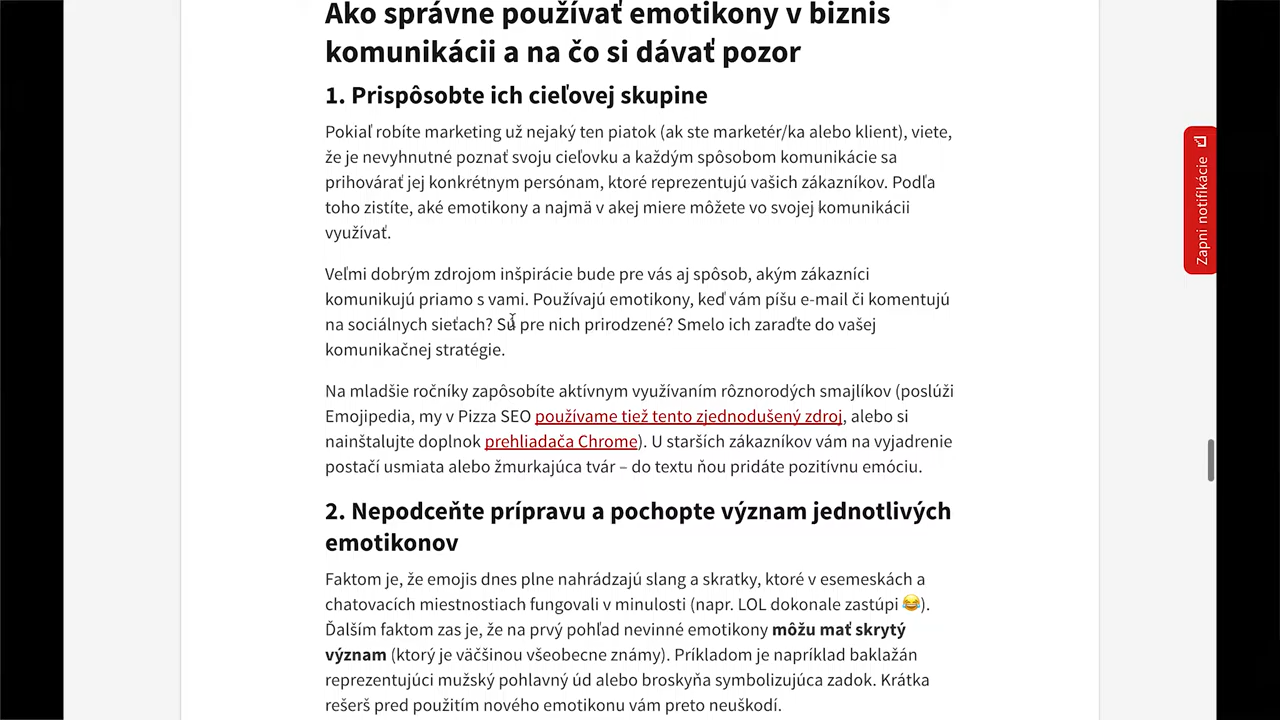 Ako správne používať emotikony v biznis
komunikácii a na čo si dávať pozor
1. Prispôsobte ich cieľovej skupine
Pokiaľ robíte marketing už nejaký ten piatok (ak ste marketér/ka alebo klient), viete,
že je nevyhnutné poznať svoju cieľovku a každým spôsobom komunikácie sa
prihovárať jej konkrétnym persónam, ktoré reprezentujú vašich zákazníkov. Podľa
toho zistíte, aké emotikony a najmä v akej miere môžete vo svojej komunikácii
využívať.
Veľmi dobrým zdrojom inšpirácie bude pre vás aj spôsob, akým zákazníci
komunikujú priamo s vami. Používajú emotikony, keď vám píšu e-mail či komentujú
na sociálnych sieťach? Sú pre nich prirodzené? Smelo ich zaraďte do vašej
komunikačnej stratégie.
Na mladšie ročníky zapôsobíte aktívnym využívaním rôznorodých smajlíkov (poslúži
Emojipedia, my v Pizza SEO používame tiež tento zjednodušený zdroj, alebo si
nainštalujte doplnok prehliadača Chrome). U starších zákazníkov vám na vyjadrenie
postačí usmiata alebo žmurkajúca tvár – do textu ňou pridáte pozitívnu emóciu.
2. Nepodceňte prípravu a pochopte význam jednotlivých
emotikonov
Faktom je, že emojis dnes plne nahrádzajú slang a skratky, ktoré v esemeskách a
chatovacích miestnostiach fungovali v minulosti (napr. LOL dokonale zastúpi 😂).
Ďalším faktom zas je, že na prvý pohľad nevinné emotikony môžu mať skrytý
význam (ktorý je väčšinou všeobecne známy). Príkladom je napríklad baklažán
reprezentujúci mužský pohlavný úd alebo broskyňa symbolizujúca zadok. Krátka
rešerš pred použitím nového emotikonu vám preto neuškodí.
Zapni notifikácie